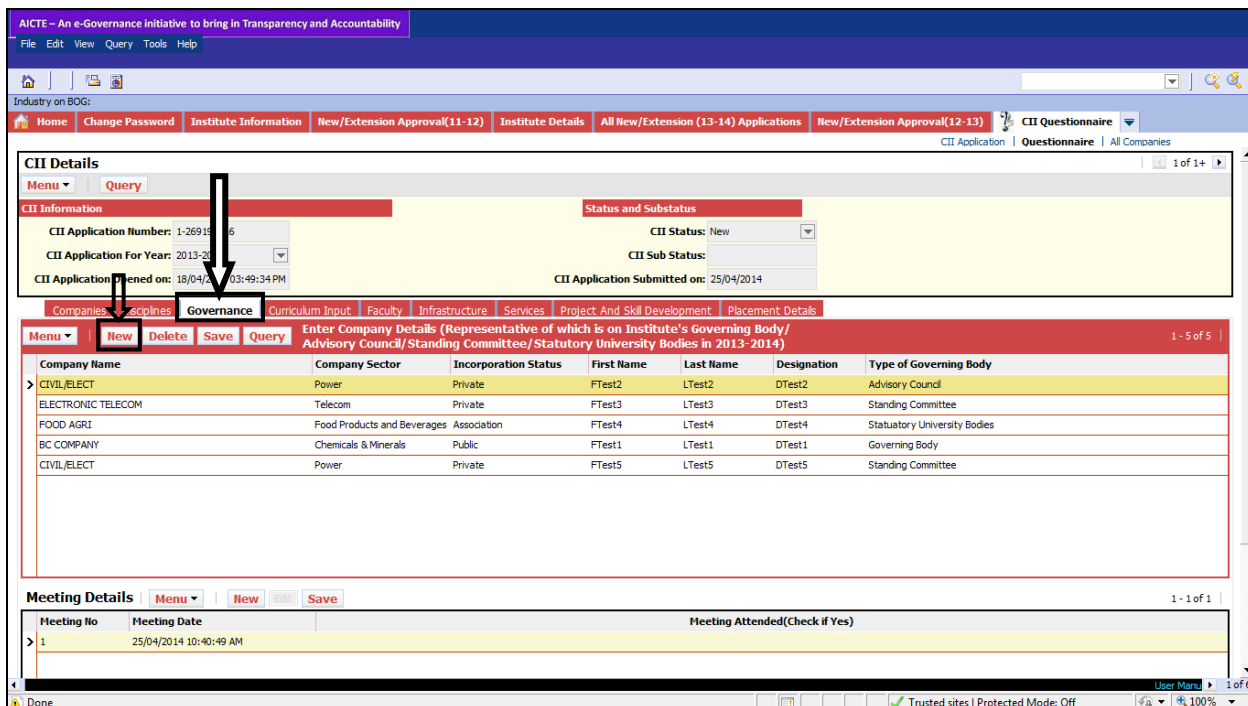 AICTE – An e-Governance initiative to bring in Transparency and Accountability
File Edit View Query Tools Help
Industry on BOG:
Home Change Password Institute Information New/Extension Approval(11-12) Institute Details All New/Extension (13-14) Applications New/Extension Approval(12-13) CII Questionnaire
CII Application | Questionnaire | All Companies
CII Details 1 of 1+
Menu Query
CII Information Status and Substatus
CII Application Number: CII Status: New
CII Application For Year: CII Sub Status:
CII Application on: 03:49:34 PM CII Application Submitted on: 25/04/2014
Companies Governance Curriculum Input Faculty Infrastructure Services Project And Skill Development Placement Details
Menu New Delete Save Query Enter Company Details (Representative of which is on Institute's Governing Body/
Advisory Council/Standing Committee/Statutory University Bodies in 2013-2014) 1 - 5 of 5
Company Name Company Sector Incorporation Status First Name Last Name Designation Type of Governing Body
CIVIL/ELECT Power Private FTest2 LTest2 DTest2 Advisory Council
ELECTRONIC TELECOM Telecom Private FTest3 LTest3 DTest3 Standing Committee
FOOD AGRI Food Products and Beverages Association FTest4 LTest4 DTest4 Statuatory University Bodies
BC COMPANY Chemicals & Minerals Public FTest1 LTest1 DTest1 Governing Body
CIVIL/ELECT Power Private FTest5 LTest5 DTest5 Standing Committee
Meeting Details Menu New Edit Save 1 - 1 of 1
Meeting No Meeting Date Meeting Attended(Check if Yes)
1 25/04/2014 10:40:49 AM
User Manu 1 of 6
Done Trusted sites | Protected Mode: Off 100%